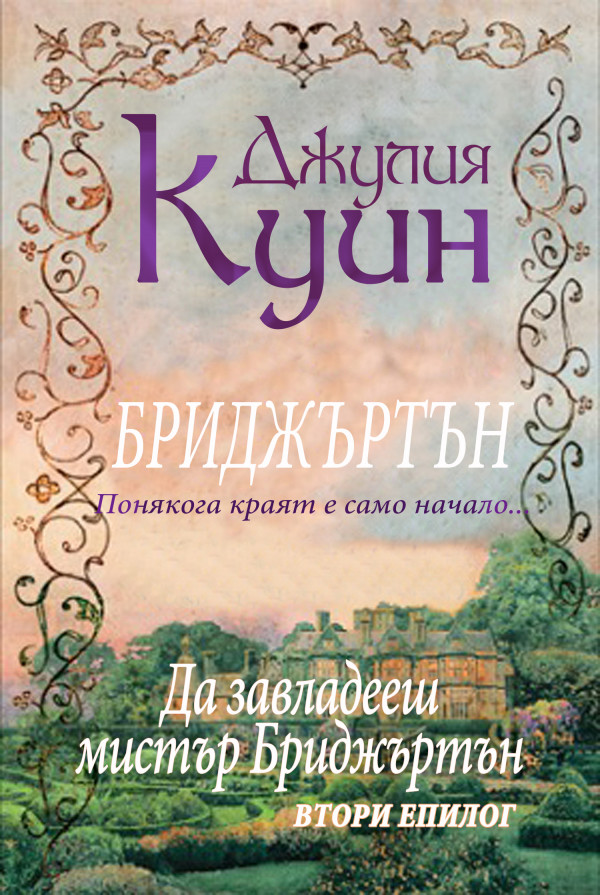 Джулия
Куин
БРИДЖЪРТЪН
Понякога краят е само начало...
Да завладееш
мистър Бриджъртън
ВТОРИ ЕПИЛОГ